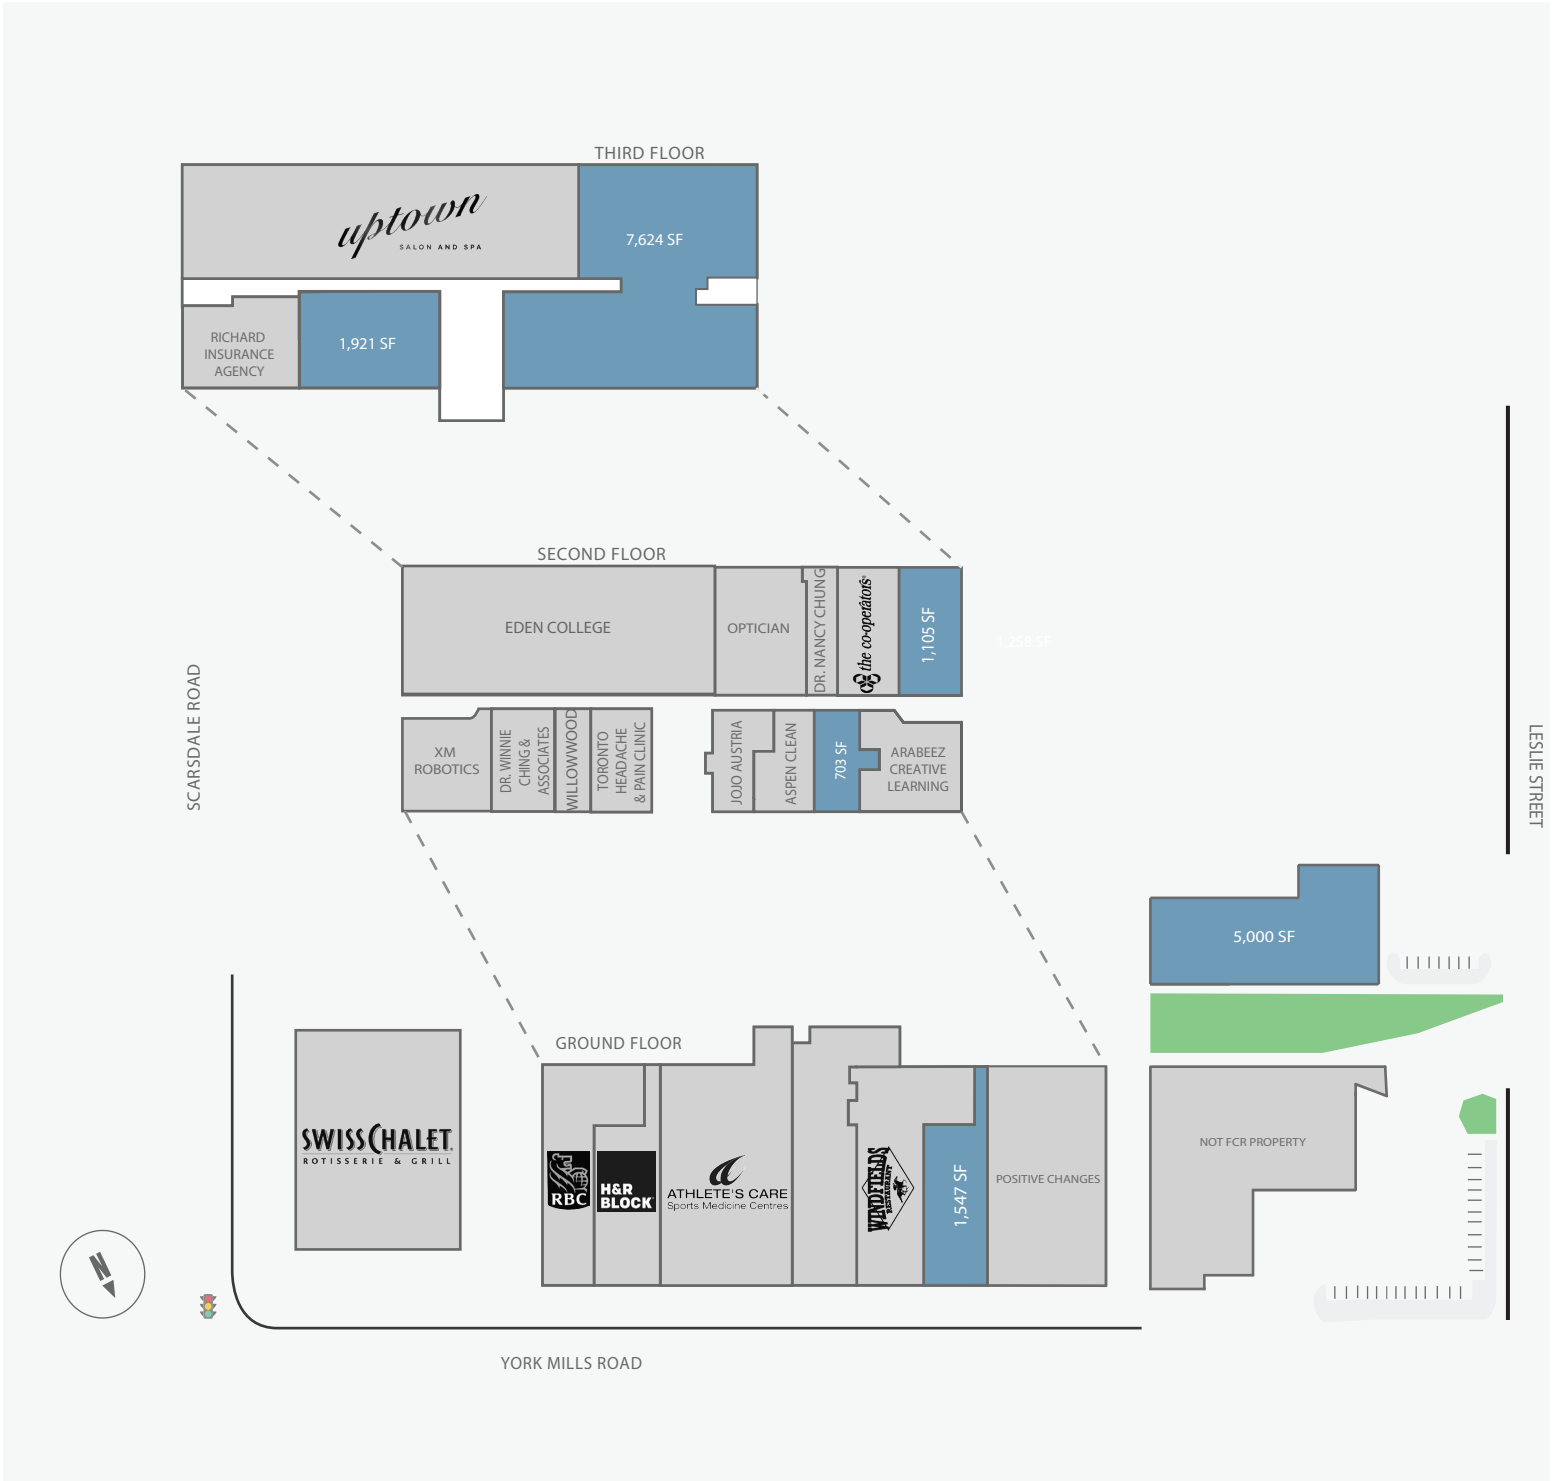 THIRD FLOOR
uptown
SALON AND SPA
7,624 SF
RICHARD
INSURANCE
AGENCY
1,921 SF
SECOND FLOOR
EDEN COLLEGE
OPTICIAN
DR. NANCY CHUNG
the co-operators
1,105 SF
1,258 SF
XM
ROBOTICS
DR. WINNIE
CHING &
ASSOCIATES
WILLOWWOOD
TORONTO
HEADACHE
& PAIN CLINIC
JOJO AUSTRIA
ASPEN CLEAN
703 SF
ARABEEZ
CREATIVE
LEARNING
SCARSDALE ROAD
LESLIE STREET
5,000 SF
GROUND FLOOR
SWISS CHALET
ROTISSERIE & GRILL
RBC
H&R
BLOCK
ATHLETE'S CARE
Sports Medicine Centres
WINDFIELDS
RESTAURANT
1,547 SF
POSITIVE CHANGES
NOT FCR PROPERTY
N
YORK MILLS ROAD